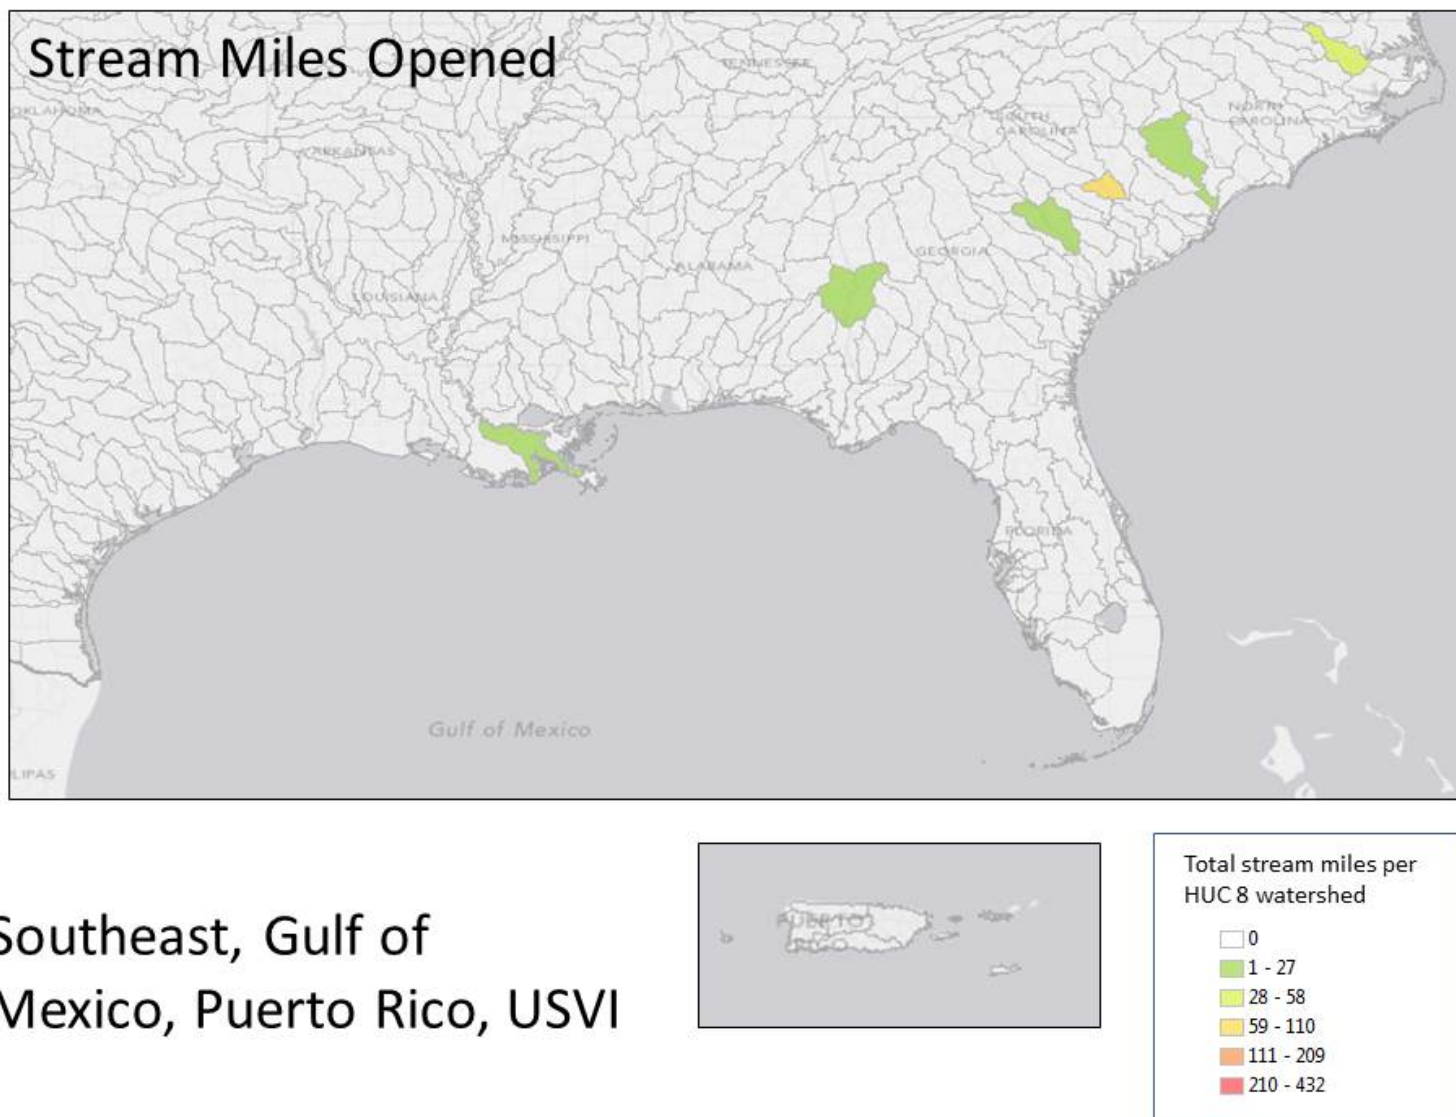 Stream Miles Opened
TENNESSEE
OKLAHOMA
NORTH
CAROLINA
SOUTH
CAROLINA
ARKANSAS
MISSISSIPPI
ALABAMA
GEORGIA
LOUISIANA
FLORIDA
Gulf of Mexico
LIPAS
Southeast, Gulf of
Mexico, Puerto Rico, USVI
PUERTO
RICO
Total stream miles per
HUC 8 watershed
0
1 - 27
28 - 58
59 - 110
111 - 209
210 - 432